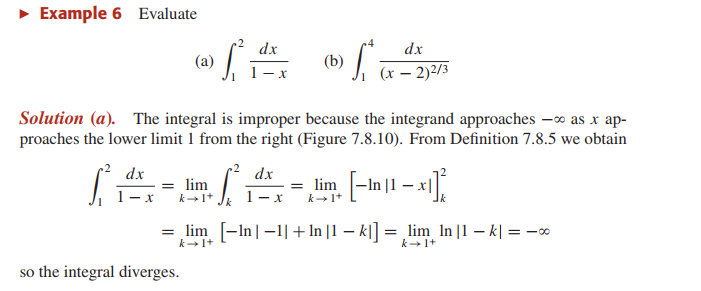 ▶ Example 6 Evaluate
(a) ∫₁² dx/(1 − x) (b) ∫₁⁴ dx/(x − 2)^{2/3}
Solution (a). The integral is improper because the integrand approaches −∞ as x ap-
proaches the lower limit 1 from the right (Figure 7.8.10). From Definition 7.8.5 we obtain
∫₁² dx/(1 − x) = lim_{k→1⁺} ∫ₖ² dx/(1 − x) = lim_{k→1⁺} [−ln |1 − x|]ₖ²
= lim_{k→1⁺} [−ln | −1| + ln |1 − k|] = lim_{k→1⁺} ln |1 − k| = −∞
so the integral diverges.